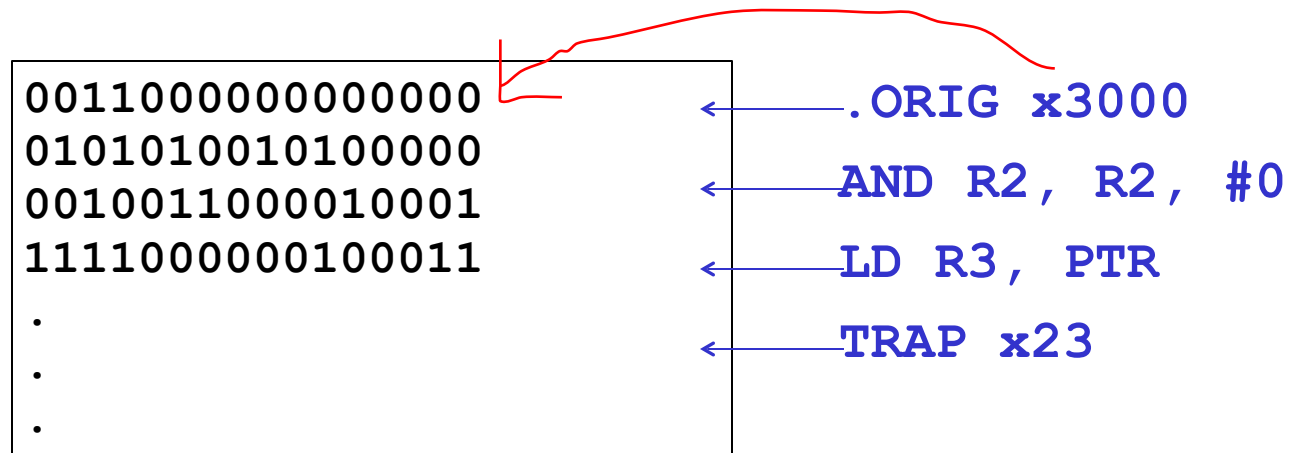 0011000000000000
0101010010100000
0010011000010001
1111000000100011
.
.
.
.ORIG x3000
AND R2, R2, #0
LD R3, PTR
TRAP x23